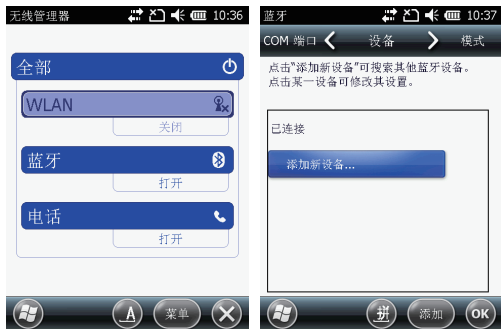 无线管理器 10:36
全部
WLAN
关闭
蓝牙
打开
电话
打开
A 菜单
蓝牙 10:37
COM 端口 设备 模式
点击“添加新设备”可搜索其他蓝牙设备。
点击某一设备可修改其设置。
已连接
添加新设备...
拼 添加 OK